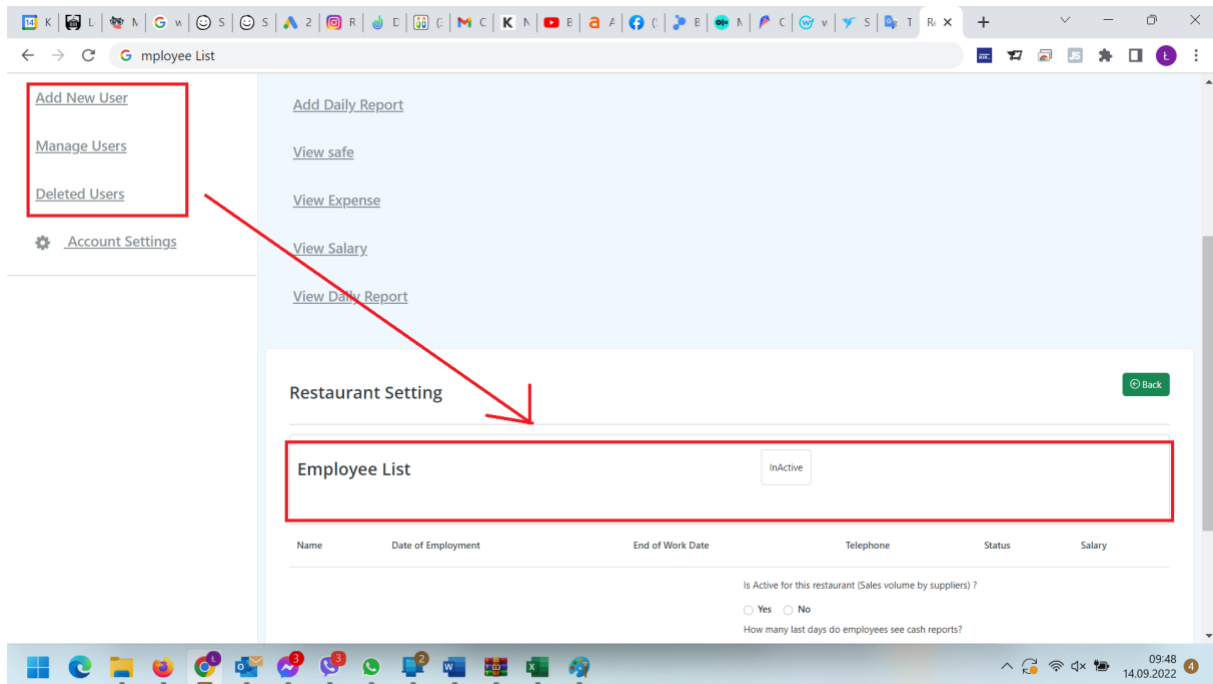 14 K L N G w S S 2 R D C M C K N B a A C B N C v S T R
G mployee List
Add New User
Manage Users
Deleted Users
Account Settings
Add Daily Report
View safe
View Expense
View Salary
View Daily Report
Restaurant Setting
Back
Employee List
InActive
Name Date of Employment End of Work Date Telephone Status Salary
Is Active for this restaurant (Sales volume by suppliers) ?
Yes No
How many last days do employees see cash reports?
09:48
14.09.2022